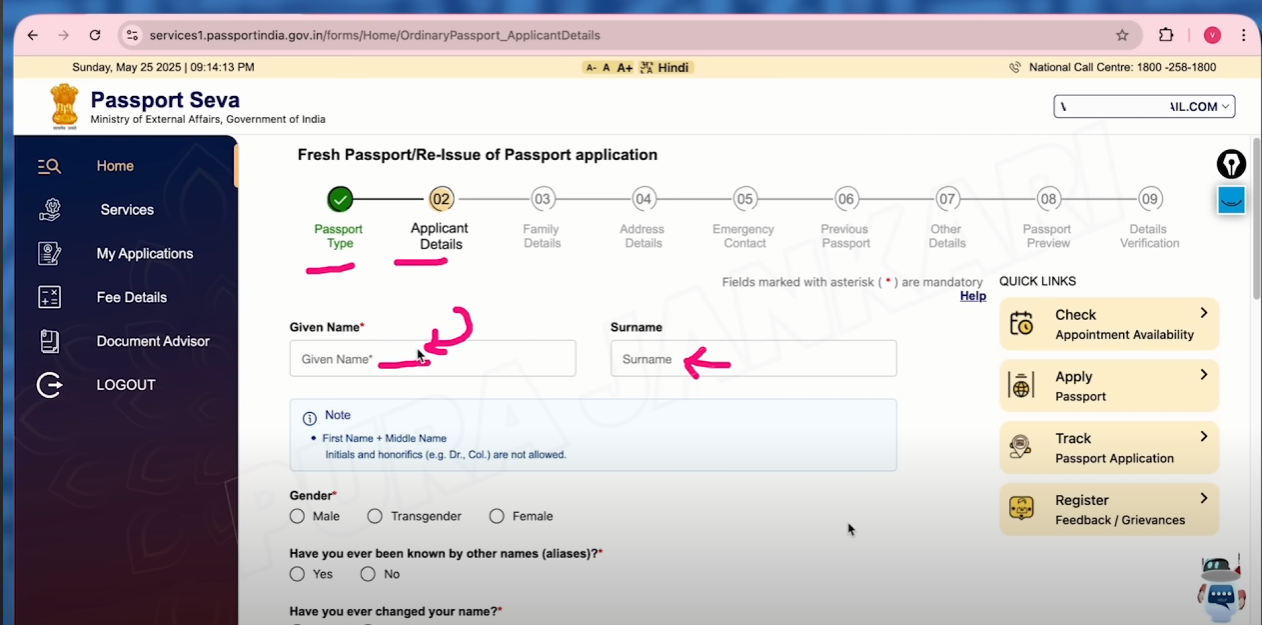 services1.passportindia.gov.in/forms/Home/OrdinaryPassport_ApplicantDetails
V
Sunday, May 25 2025 | 09:14:13 PM
A- A A+ Hindi
National Call Centre: 1800 -258-1800
Passport Seva
Ministry of External Affairs, Government of India
IL.COM
Home
Services
My Applications
Fee Details
Document Advisor
LOGOUT
Fresh Passport/Re-Issue of Passport application
02 03 04 05 06 07 08 09
Passport Type
Applicant Details
Family Details
Address Details
Emergency Contact
Previous Passport
Other Details
Passport Preview
Details Verification
Fields marked with asterisk ( * ) are mandatory
Help
Given Name*
Given Name*
Surname
Surname
Note
• First Name + Middle Name
Initials and honorifics (e.g. Dr., Col.) are not allowed.
Gender*
Male Transgender Female
Have you ever been known by other names (aliases)?*
Yes No
Have you ever changed your name?*
QUICK LINKS
Check
Appointment Availability
Apply
Passport
Track
Passport Application
Register
Feedback / Grievances
PURA JANKARI